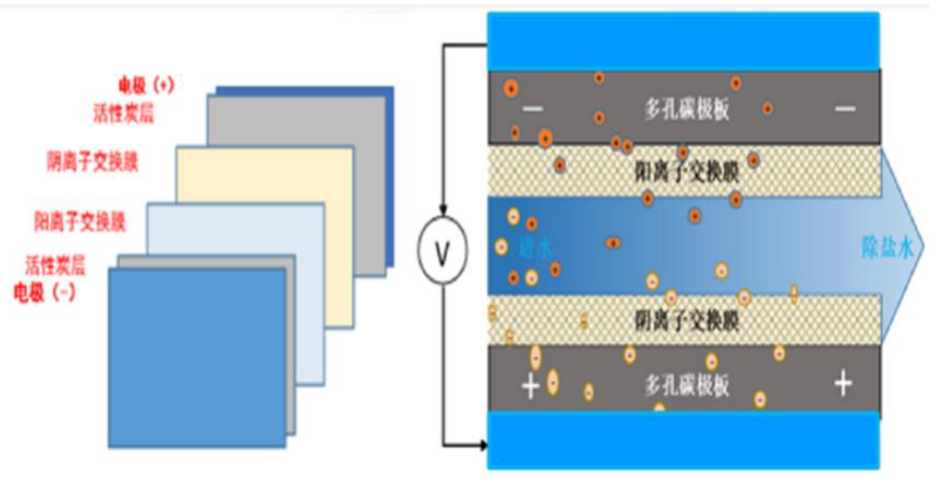 电极（+）
活性炭层
阴离子交换膜
阳离子交换膜
活性炭层
电极（-）
V
— 多孔碳极板 —
阳离子交换膜
进水
除盐水
阴离子交换膜
+ 多孔碳极板 +